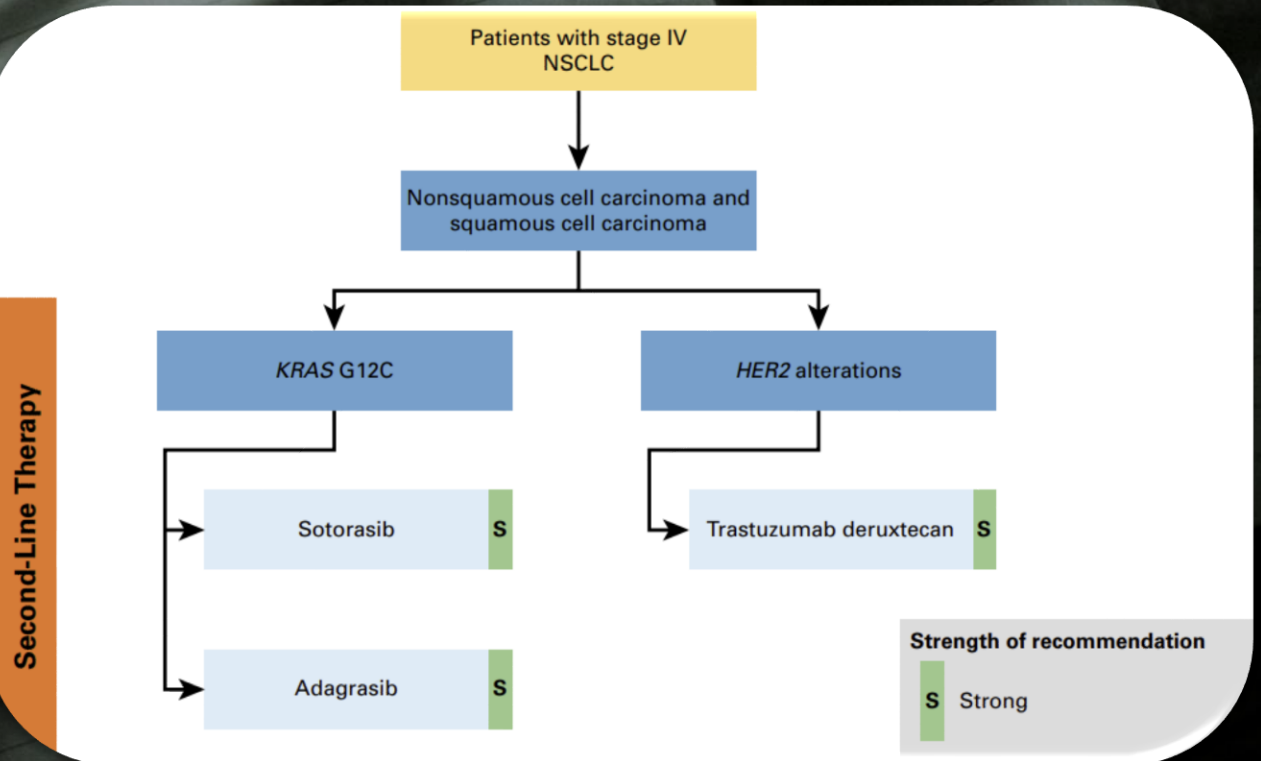 Patients with stage IV
NSCLC
Nonsquamous cell carcinoma and
squamous cell carcinoma
KRAS G12C
HER2 alterations
Second-Line Therapy
Sotorasib S
Trastuzumab deruxtecan S
Adagrasib S
Strength of recommendation
S Strong